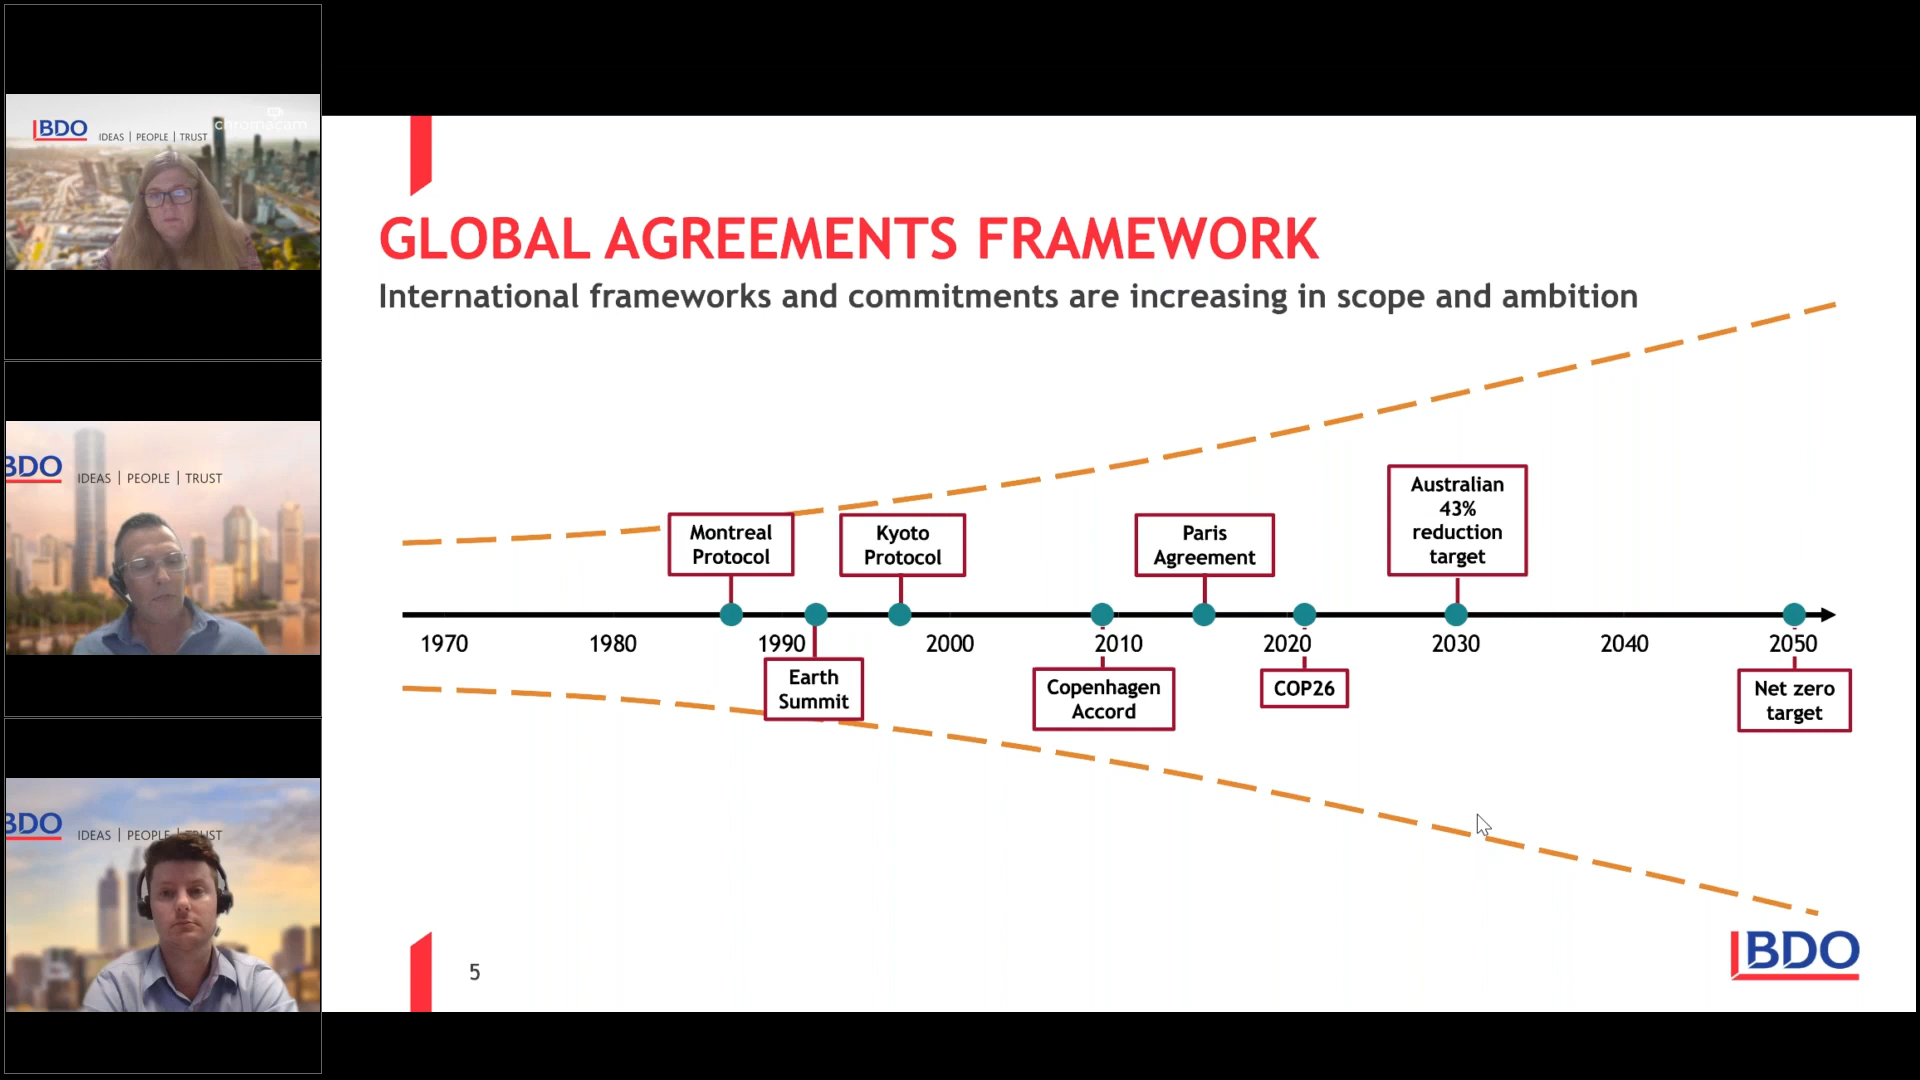 BDO IDEAS | PEOPLE | TRUST
chromacam
BDO IDEAS | PEOPLE | TRUST
BDO IDEAS | PEOPLE | TRUST
GLOBAL AGREEMENTS FRAMEWORK
International frameworks and commitments are increasing in scope and ambition
Montreal
Protocol
Kyoto
Protocol
Paris
Agreement
Australian
43%
reduction
target
1970 1980 1990 2000 2010 2020 2030 2040 2050
Earth
Summit
Copenhagen
Accord
COP26
Net zero
target
5
BDO